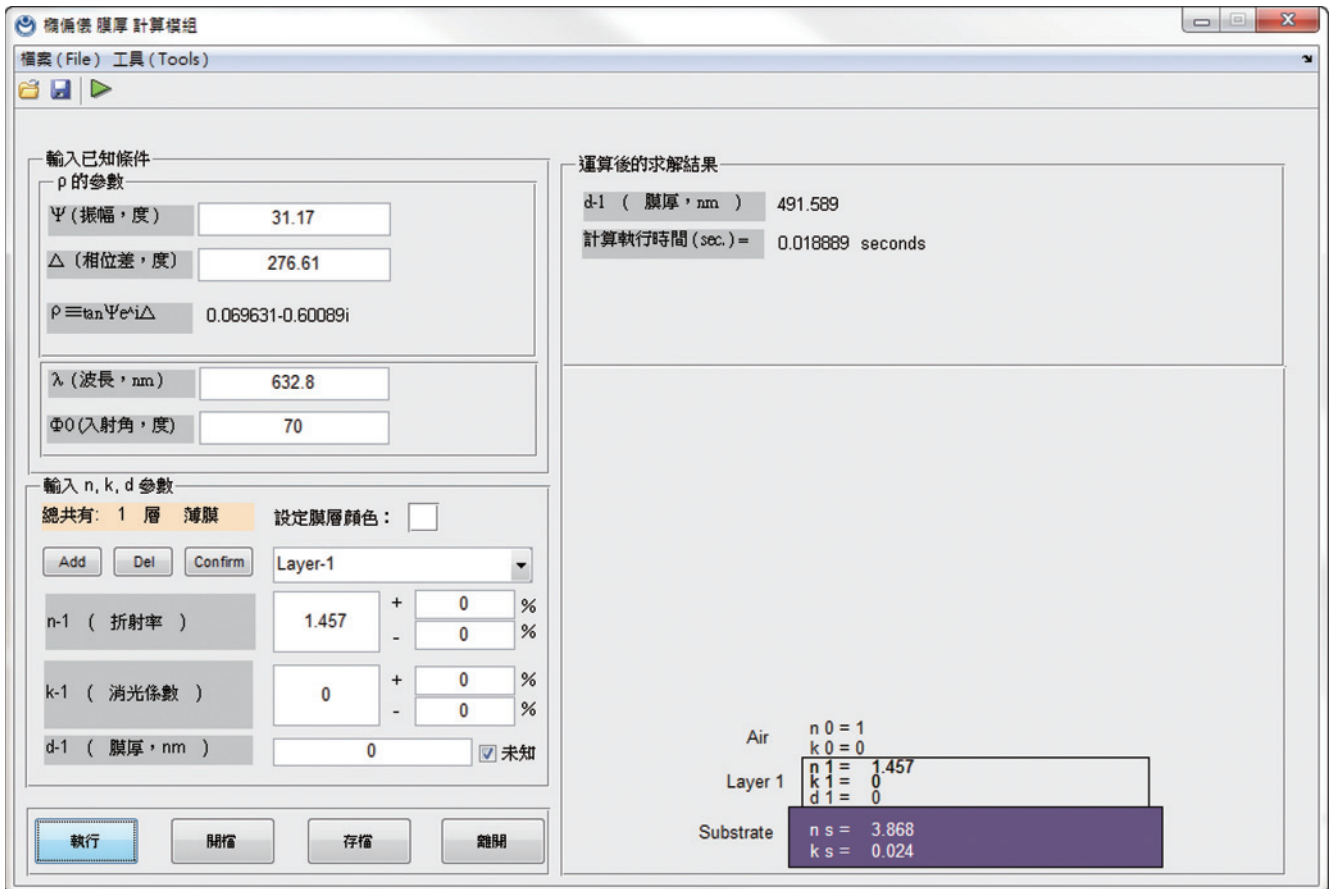 橢偏儀 膜厚 計算模組
檔案(File) 工具(Tools)
輸入已知條件
ρ 的參數
Ψ(振幅，度) 31.17
△ (相位差，度) 276.61
ρ≡tanΨe^i△ 0.069631-0.60089i
λ (波長，nm) 632.8
Φ0(入射角，度) 70
輸入 n, k, d 參數
總共有: 1 層 薄膜 設定膜層顏色：
Add Del Confirm Layer-1
n-1 ( 折射率 ) 1.457 + 0 %
- 0 %
k-1 ( 消光係數 ) 0 + 0 %
- 0 %
d-1 ( 膜厚，nm ) 0 未知
執行 開檔 存檔 離開
運算後的求解結果
d-1 ( 膜厚，nm ) 491.589
計算執行時間(sec.)= 0.018889 seconds
Air n 0 = 1
k 0 = 0
Layer 1 n 1 = 1.457
k 1 = 0
d 1 = 0
Substrate n s = 3.868
k s = 0.024